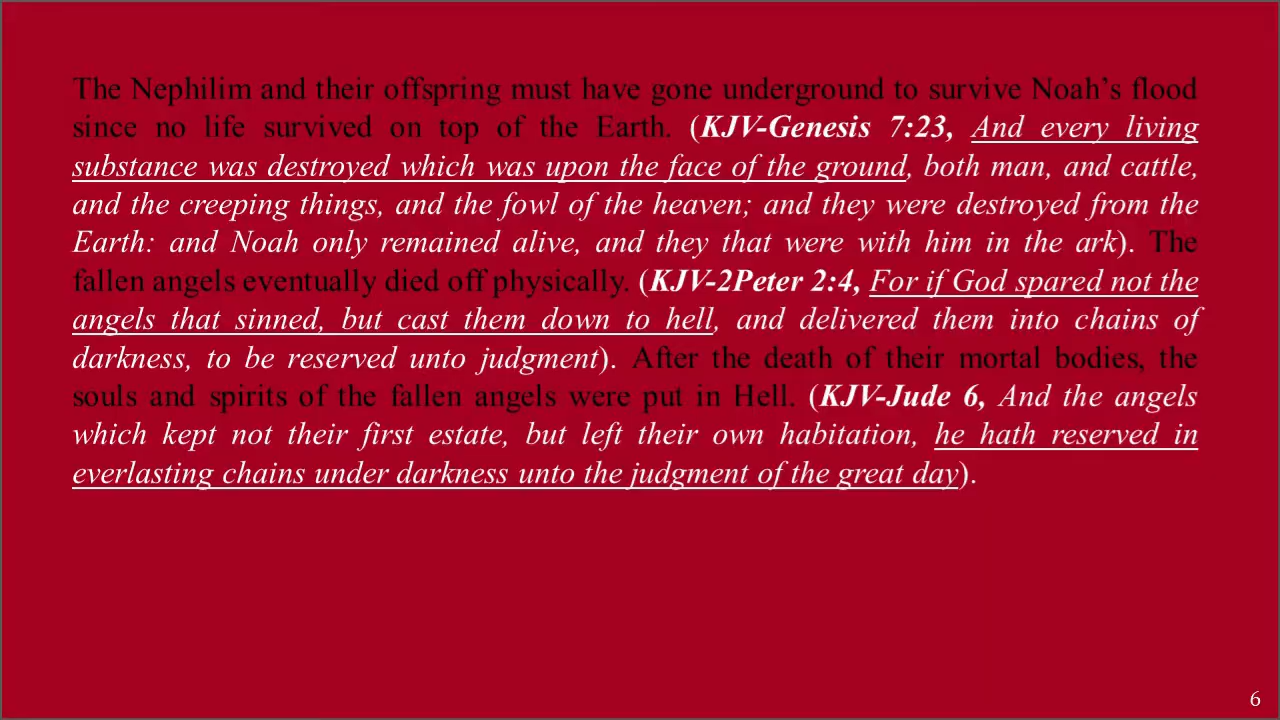 The Nephilim and their offspring must have gone underground to survive Noah’s flood
since no life survived on top of the Earth. (KJV-Genesis 7:23, And every living
substance was destroyed which was upon the face of the ground, both man, and cattle,
and the creeping things, and the fowl of the heaven; and they were destroyed from the
Earth: and Noah only remained alive, and they that were with him in the ark). The
fallen angels eventually died off physically. (KJV-2Peter 2:4, For if God spared not the
angels that sinned, but cast them down to hell, and delivered them into chains of
darkness, to be reserved unto judgment). After the death of their mortal bodies, the
souls and spirits of the fallen angels were put in Hell. (KJV-Jude 6, And the angels
which kept not their first estate, but left their own habitation, he hath reserved in
everlasting chains under darkness unto the judgment of the great day).
6